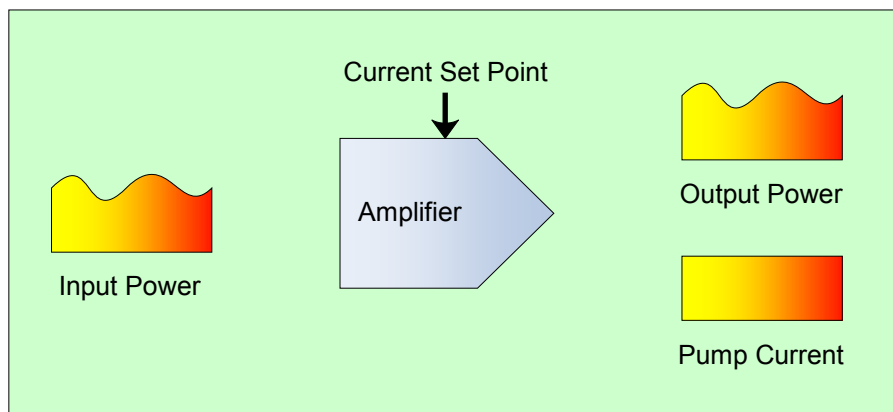 Current Set Point
Amplifier
Input Power
Output Power
Pump Current